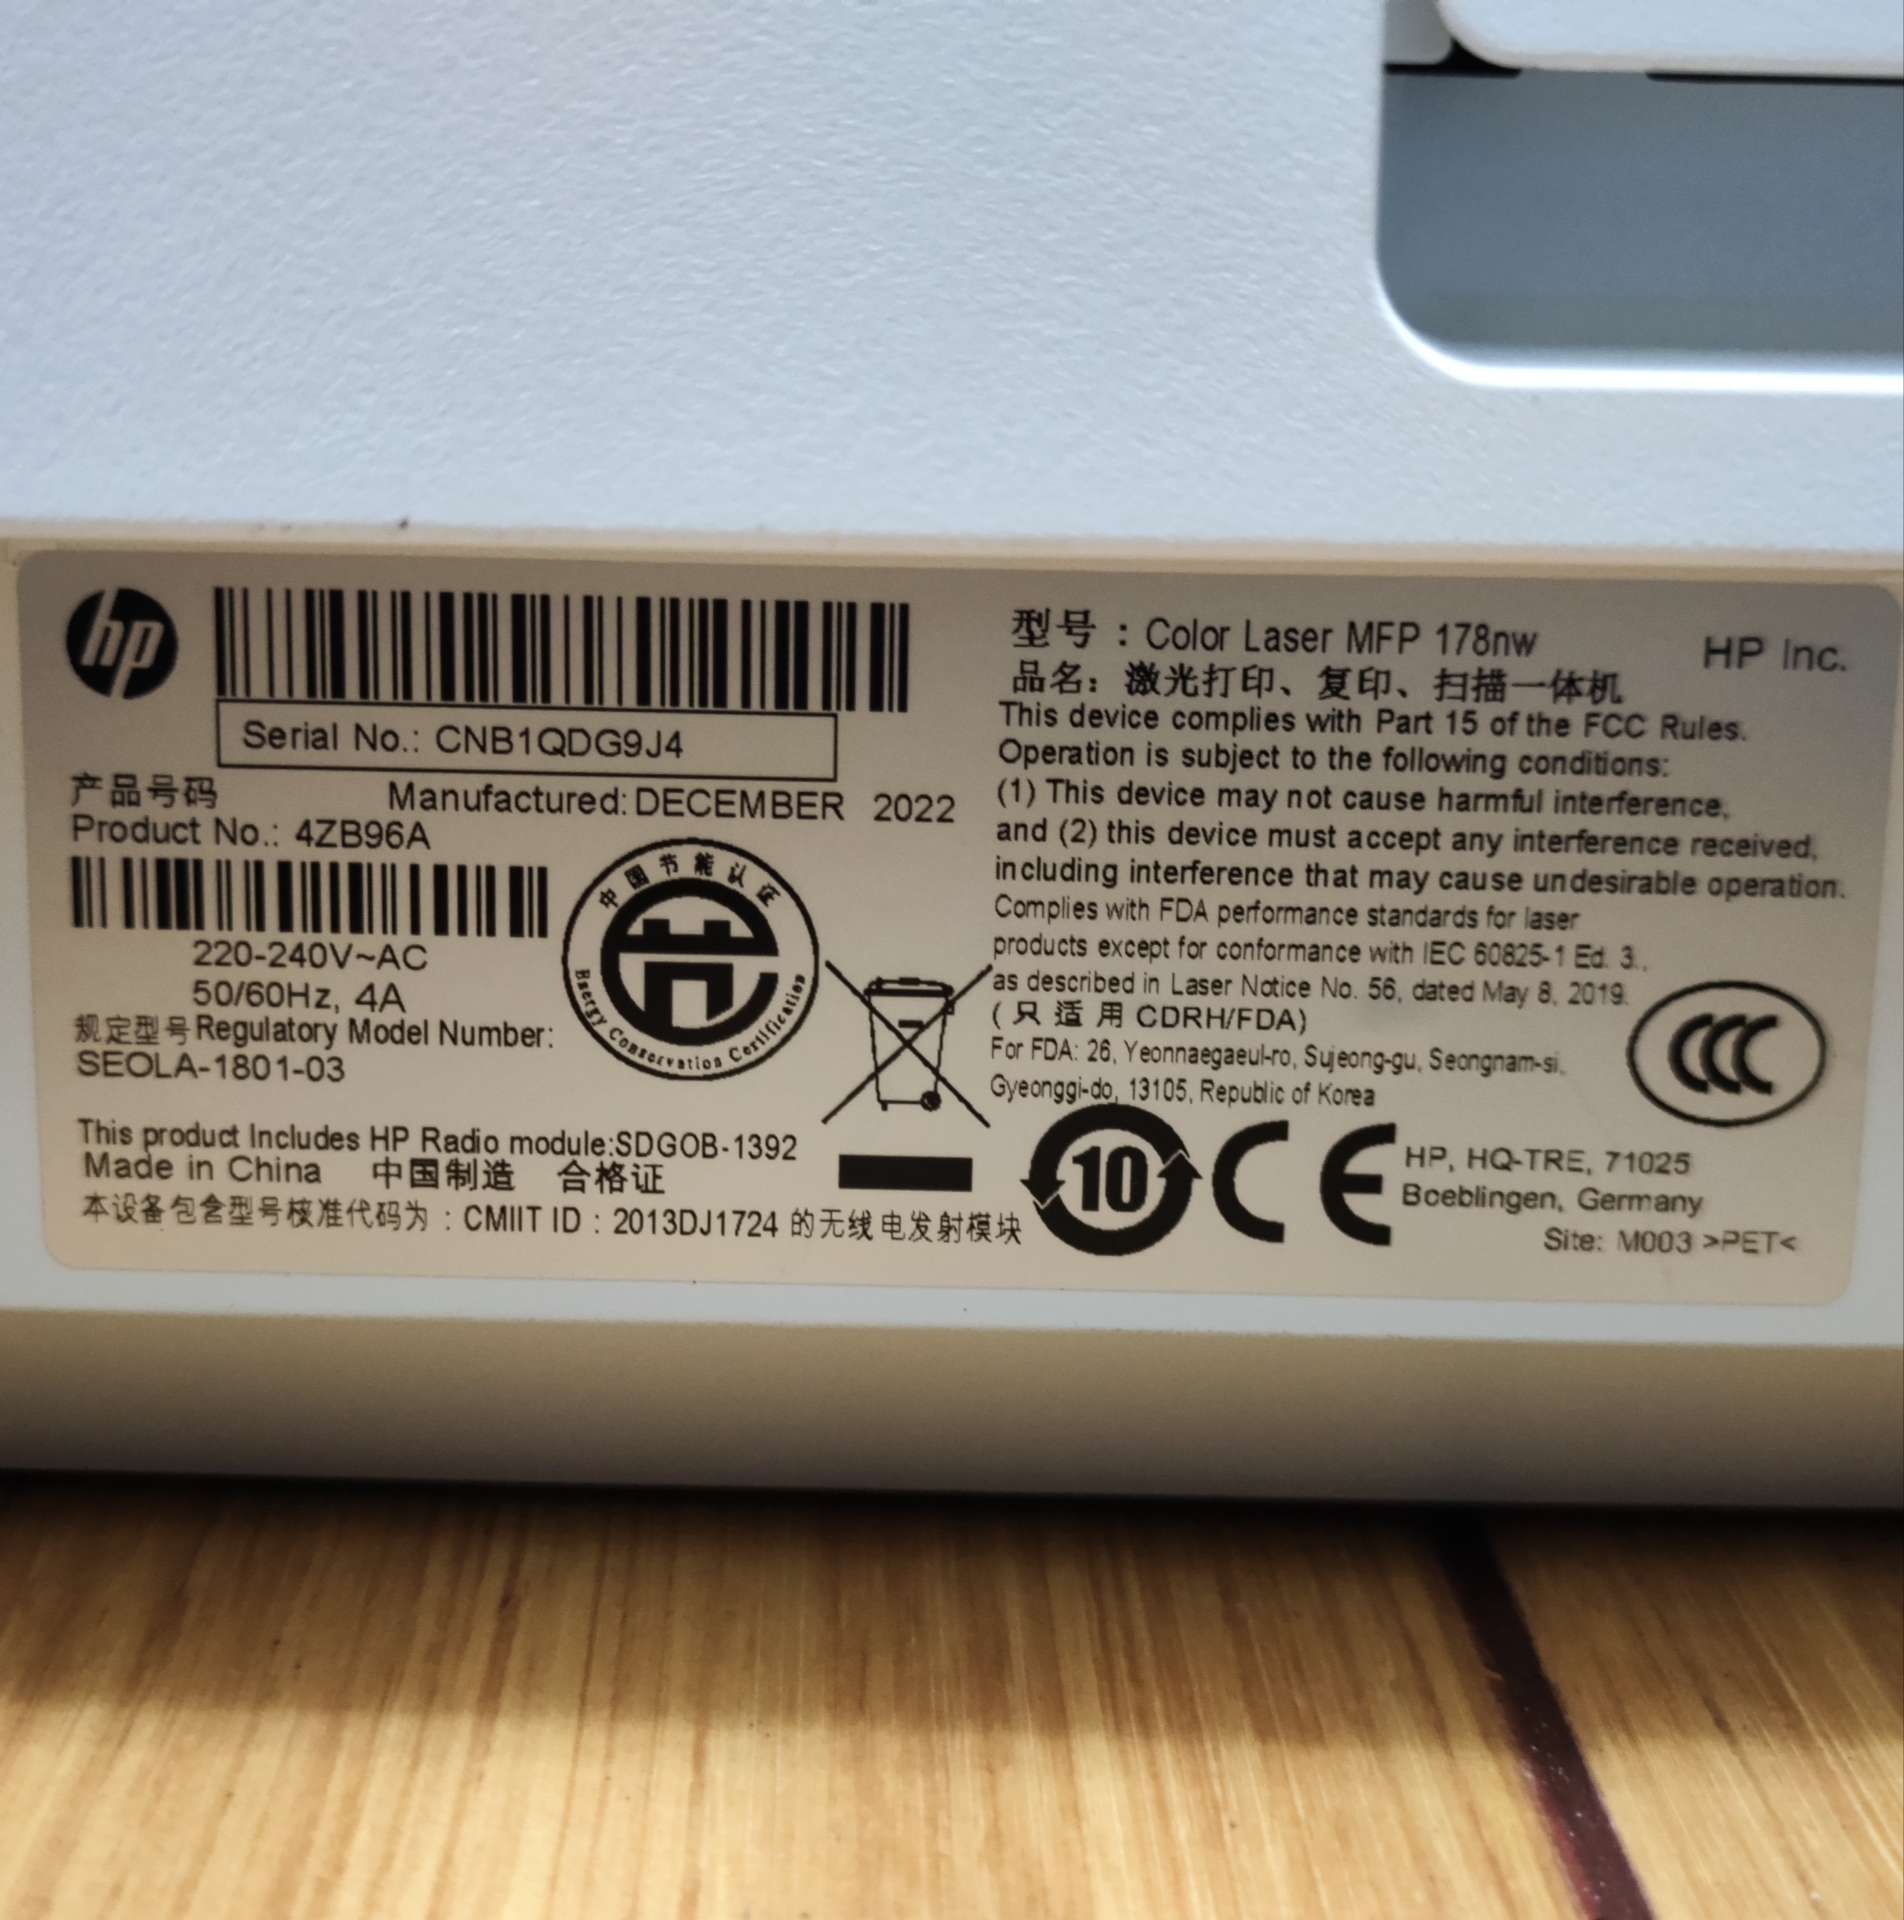 hp
Serial No.: CNB1QDG9J4
产品号码
Manufactured: DECEMBER 2022
Product No.: 4ZB96A
220-240V~AC
50/60Hz, 4A
规定型号Regulatory Model Number:
SEOLA-1801-03
中国节能认证
Energy Conservation Certification
This product Includes HP Radio module:SDGOB-1392
Made in China 中国制造 合格证
本设备包含型号核准代码为：CMIIT ID：2013DJ1724 的无线电发射模块
型号：Color Laser MFP 178nw
HP Inc.
品名：激光打印、复印、扫描一体机
This device complies with Part 15 of the FCC Rules.
Operation is subject to the following conditions:
(1) This device may not cause harmful interference,
and (2) this device must accept any interference received,
including interference that may cause undesirable operation.
Complies with FDA performance standards for laser
products except for conformance with IEC 60825-1 Ed. 3.,
as described in Laser Notice No. 56, dated May 8, 2019.
(只适用 CDRH/FDA)
For FDA: 26, Yeonnaegaeul-ro, Sujeong-gu, Seongnam-si,
Gyeonggi-do, 13105, Republic of Korea
CCC
10
CE
HP, HQ-TRE, 71025
Boeblingen, Germany
Site: M003 >PET<